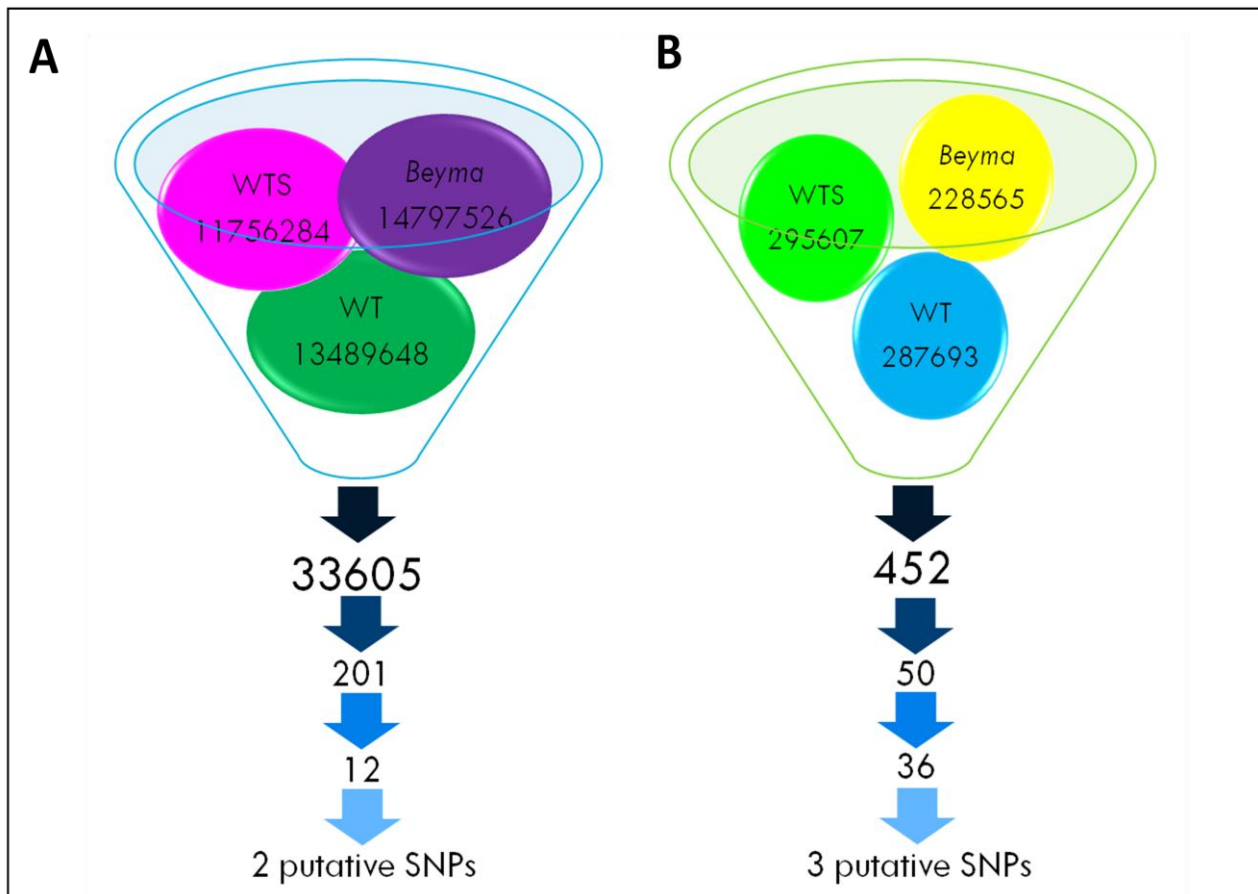 A
WTS
11756284
Beyma
14797526
WT
13489648
33605
201
12
2 putative SNPs
B
WTS
295607
Beyma
228565
WT
287693
452
50
36
3 putative SNPs